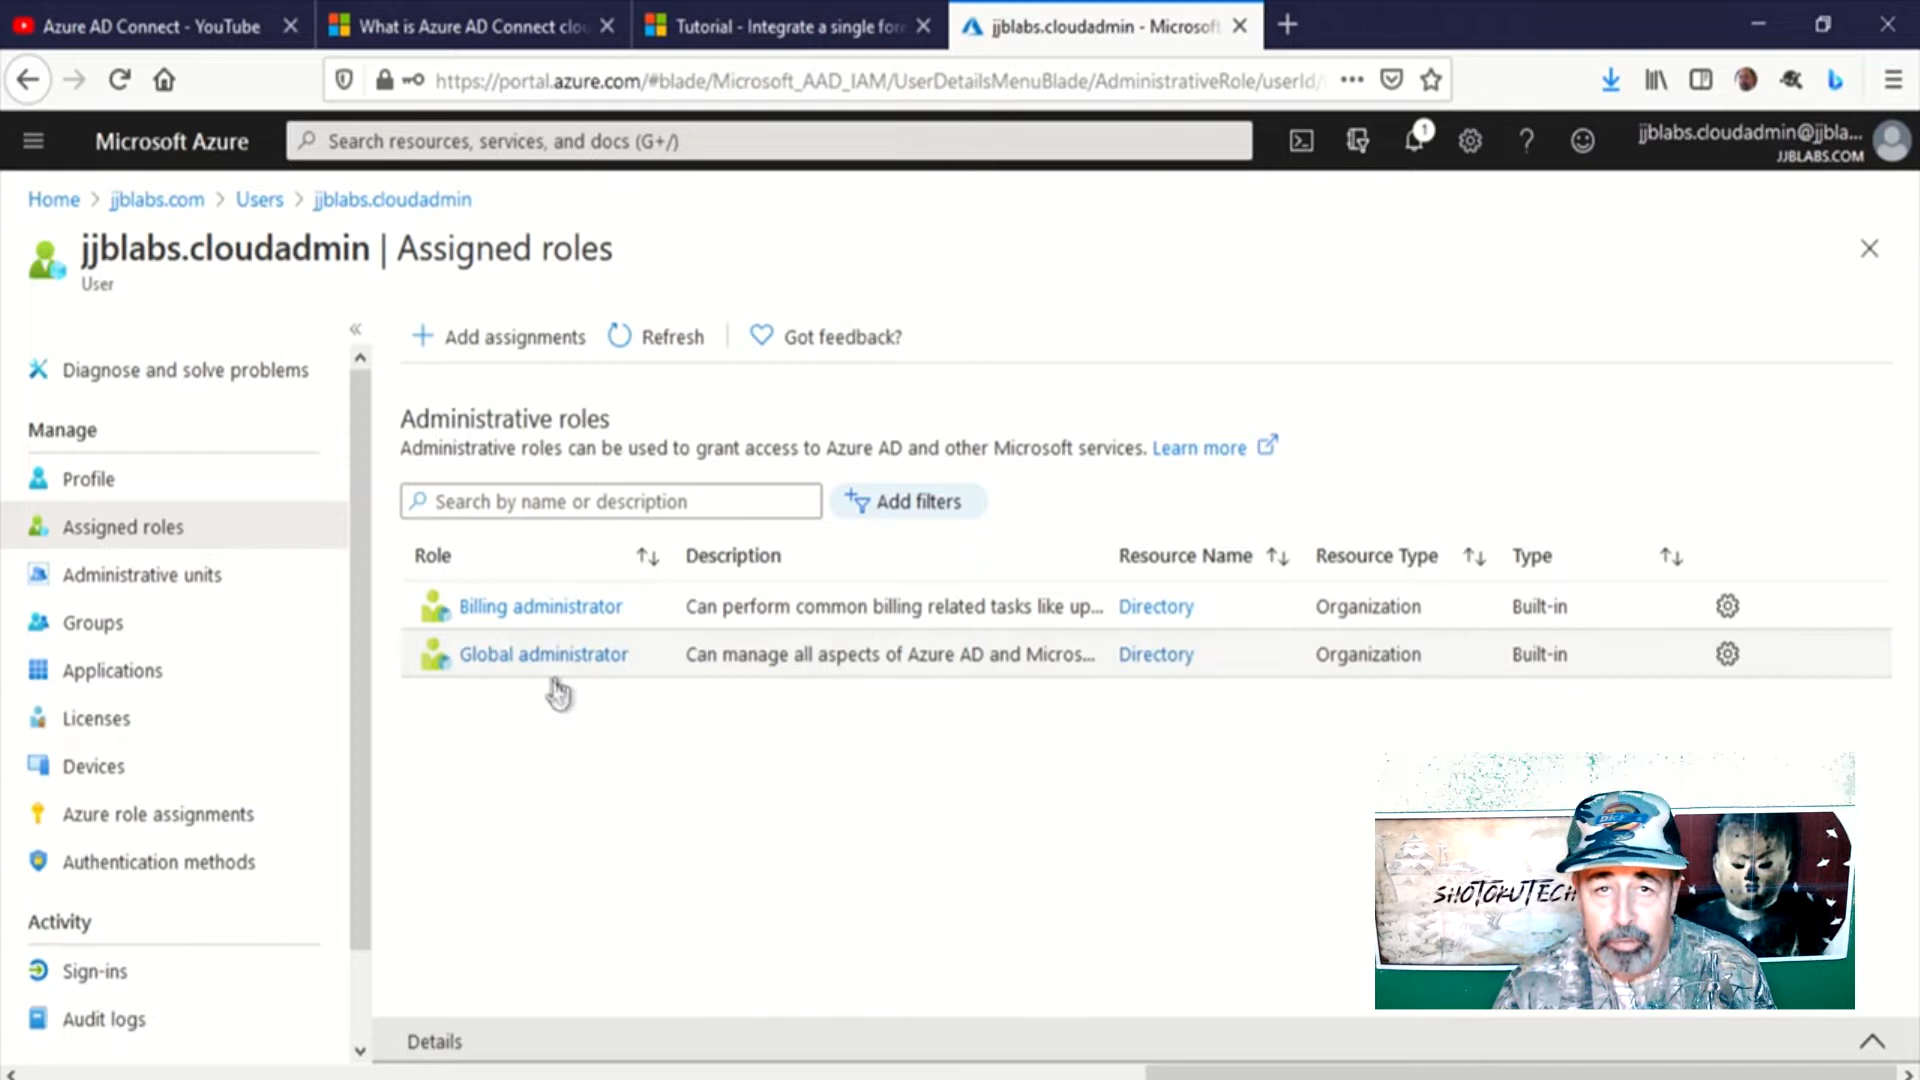 Azure AD Connect - YouTube
What is Azure AD Connect clou
Tutorial - Integrate a single fore
jjblabs.cloudadmin - Microsoft
https://portal.azure.com/#blade/Microsoft_AAD_IAM/UserDetailsMenuBlade/AdministrativeRole/userId/
Microsoft Azure
Search resources, services, and docs (G+/)
1
jjblabs.cloudadmin@jjbla...
JJBLABS.COM
Home > jjblabs.com > Users > jjblabs.cloudadmin
jjblabs.cloudadmin | Assigned roles
User
Add assignments
Refresh
Got feedback?
Diagnose and solve problems
Manage
Profile
Assigned roles
Administrative units
Groups
Applications
Licenses
Devices
Azure role assignments
Authentication methods
Activity
Sign-ins
Audit logs
Administrative roles
Administrative roles can be used to grant access to Azure AD and other Microsoft services. Learn more
Search by name or description
Add filters
Role Description Resource Name Resource Type Type
Billing administrator Can perform common billing related tasks like up... Directory Organization Built-in
Global administrator Can manage all aspects of Azure AD and Micros... Directory Organization Built-in
SHOTOKUTECH
Details